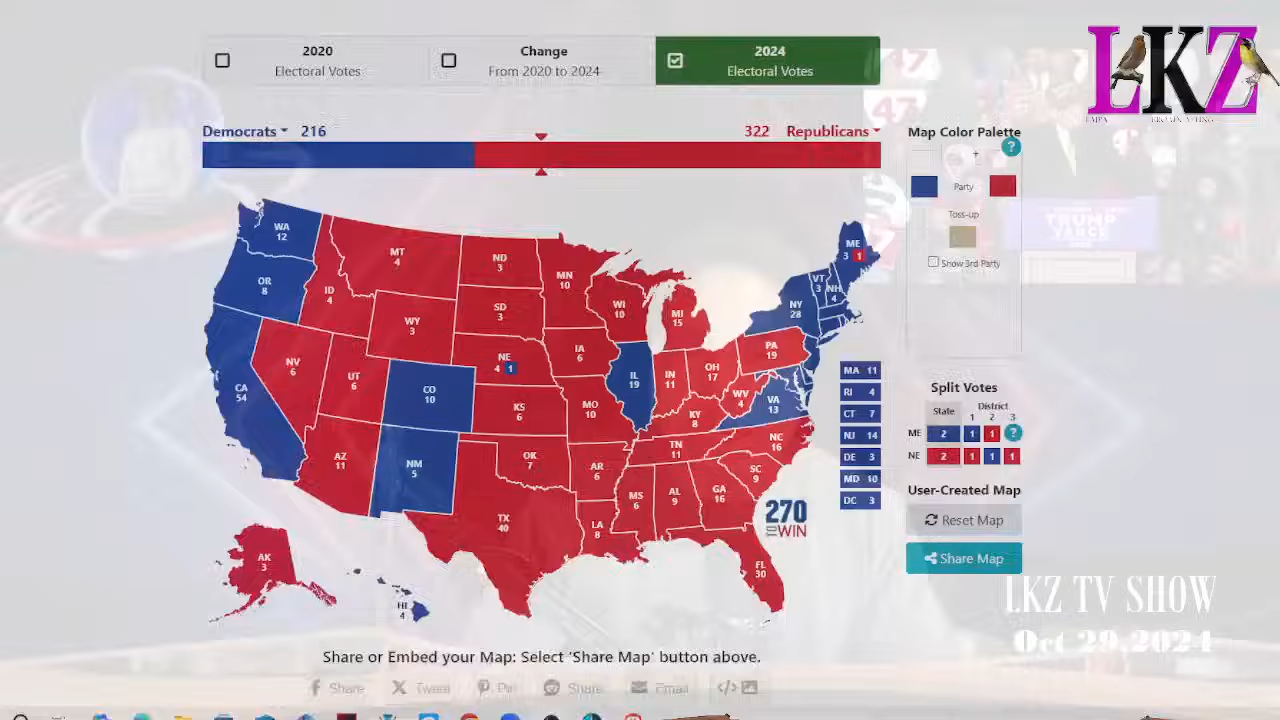 2020
Electoral Votes
Change
From 2020 to 2024
2024
Electoral Votes
LKZ
47
47
Democrats 216
322 Republicans
Map Color Palette
?
+
Party
Toss-up
Show 3rd Party
TRUMP
VANCE
WA
12
OR
8
CA
54
NV
6
ID
4
MT
4
WY
3
UT
6
AZ
11
CO
10
NM
5
ND
3
SD
3
NE
4 1
KS
6
OK
7
TX
40
MN
10
IA
6
MO
10
AR
6
LA
8
WI
10
IL
19
MI
15
IN
11
OH
17
KY
8
TN
11
MS
6
AL
9
GA
16
FL
30
SC
9
NC
16
VA
13
WV
4
PA
19
NY
28
VT
3
NH
4
ME
3 1
AK
3
HI
4
MA 11
RI 4
CT 7
NJ 14
DE 3
MD 10
DC 3
270
TO
WIN
Split Votes
State District
1 2 3
ME 2 1 1 ?
NE 2 1 1 1
User-Created Map
Reset Map
Share Map
LKZ TV SHOW
Oct 29,2024
Share or Embed your Map: Select 'Share Map' button above.
Share Tweet Pin Share Email